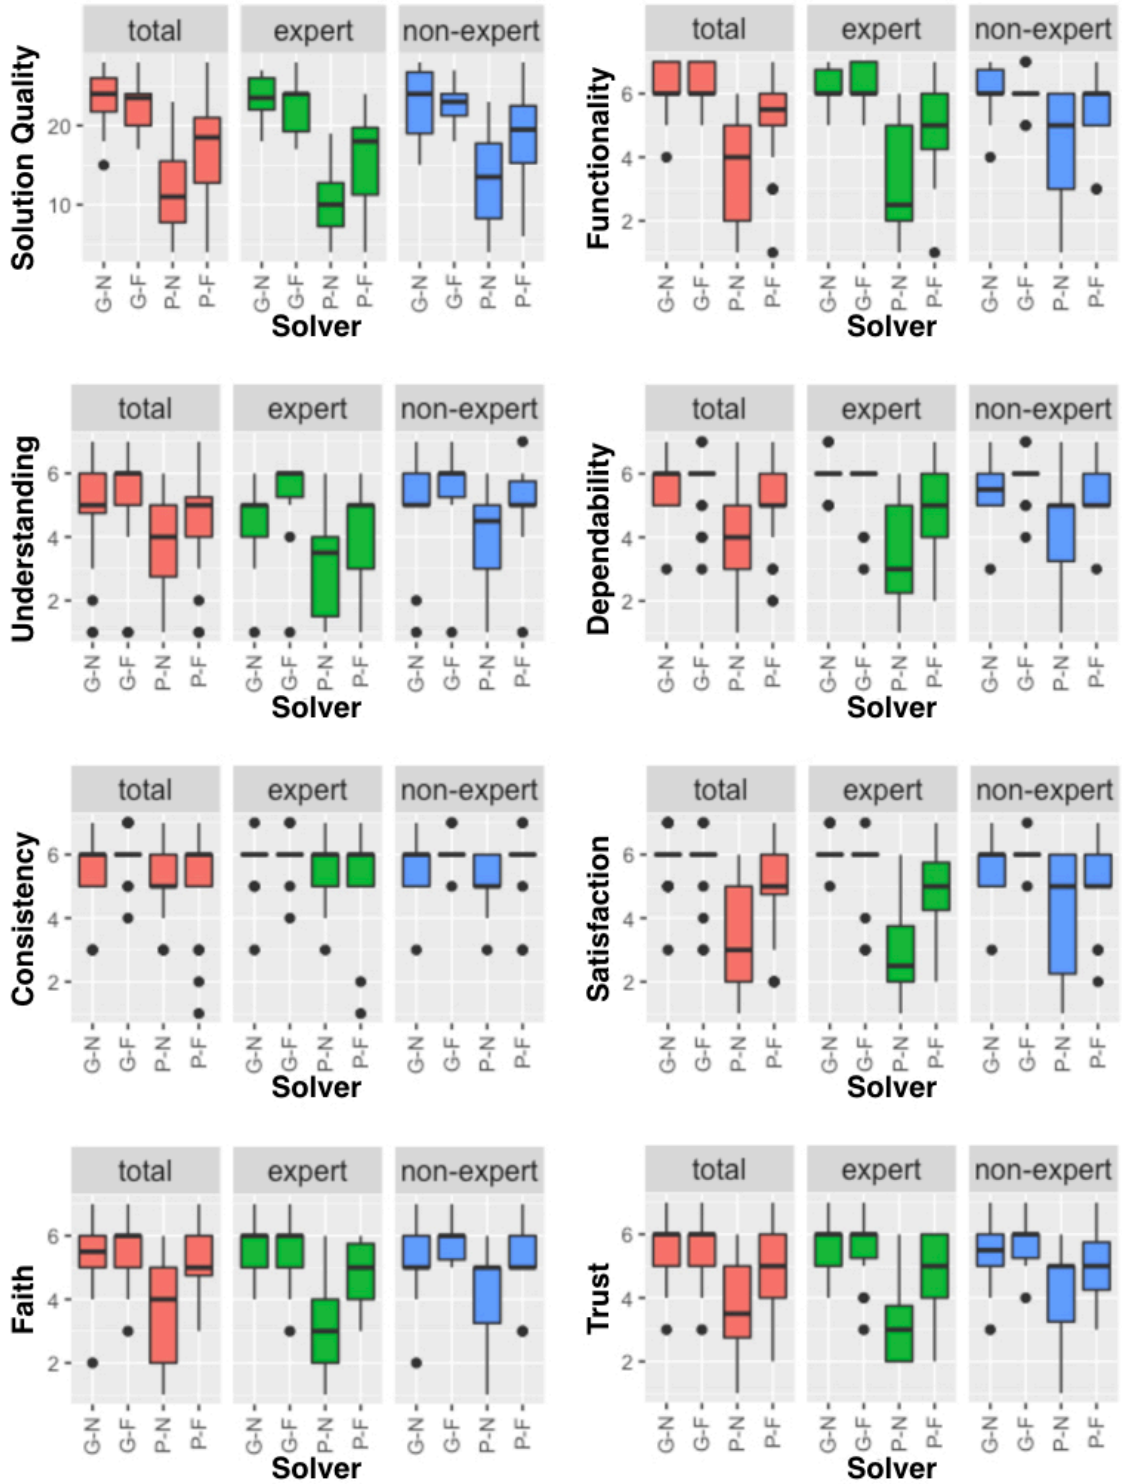 total expert non-expert
Solution Quality
20
10
G-N G-F P-N P-F G-N G-F P-N P-F G-N G-F P-N P-F
Solver
total expert non-expert
Functionality
6
4
2
G-N G-F P-N P-F G-N G-F P-N P-F G-N G-F P-N P-F
Solver
total expert non-expert
Understanding
6
4
2
G-N G-F P-N P-F G-N G-F P-N P-F G-N G-F P-N P-F
Solver
total expert non-expert
Dependability
6
4
2
G-N G-F P-N P-F G-N G-F P-N P-F G-N G-F P-N P-F
Solver
total expert non-expert
Consistency
6
4
2
G-N G-F P-N P-F G-N G-F P-N P-F G-N G-F P-N P-F
Solver
total expert non-expert
Satisfaction
6
4
2
G-N G-F P-N P-F G-N G-F P-N P-F G-N G-F P-N P-F
Solver
total expert non-expert
Faith
6
4
2
G-N G-F P-N P-F G-N G-F P-N P-F G-N G-F P-N P-F
Solver
total expert non-expert
Trust
6
4
2
G-N G-F P-N P-F G-N G-F P-N P-F G-N G-F P-N P-F
Solver